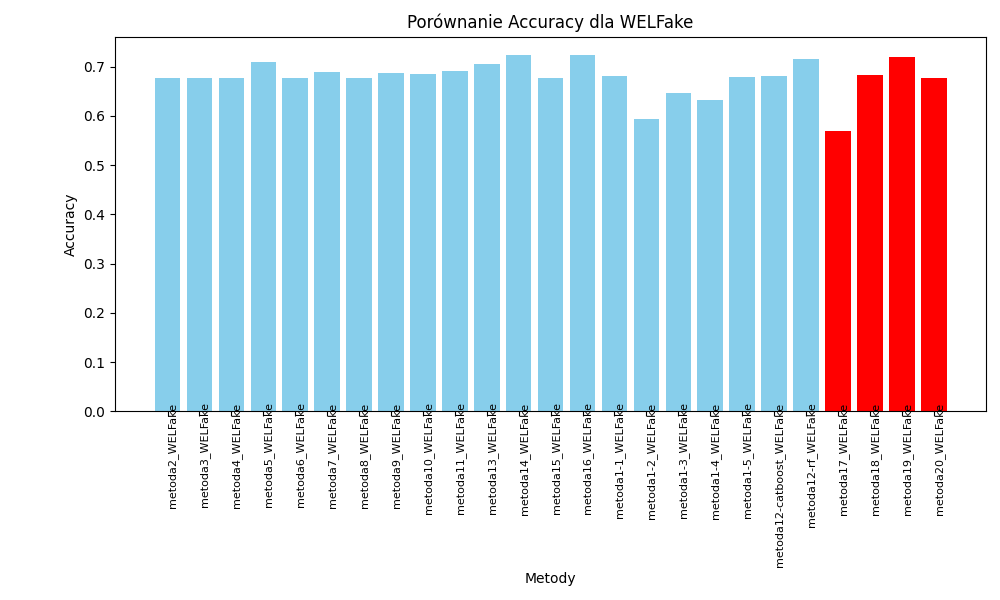 Porównanie Accuracy dla WELFake
Accuracy
0.7
0.6
0.5
0.4
0.3
0.2
0.1
0.0
metoda2_WELFake
metoda3_WELFake
metoda4_WELFake
metoda5_WELFake
metoda6_WELFake
metoda7_WELFake
metoda8_WELFake
metoda9_WELFake
metoda10_WELFake
metoda11_WELFake
metoda13_WELFake
metoda14_WELFake
metoda15_WELFake
metoda16_WELFake
metoda1-1_WELFake
metoda1-2_WELFake
metoda1-3_WELFake
metoda1-4_WELFake
metoda1-5_WELFake
metoda12-catboost_WELFake
metoda12-rf_WELFake
metoda17_WELFake
metoda18_WELFake
metoda19_WELFake
metoda20_WELFake
Metody